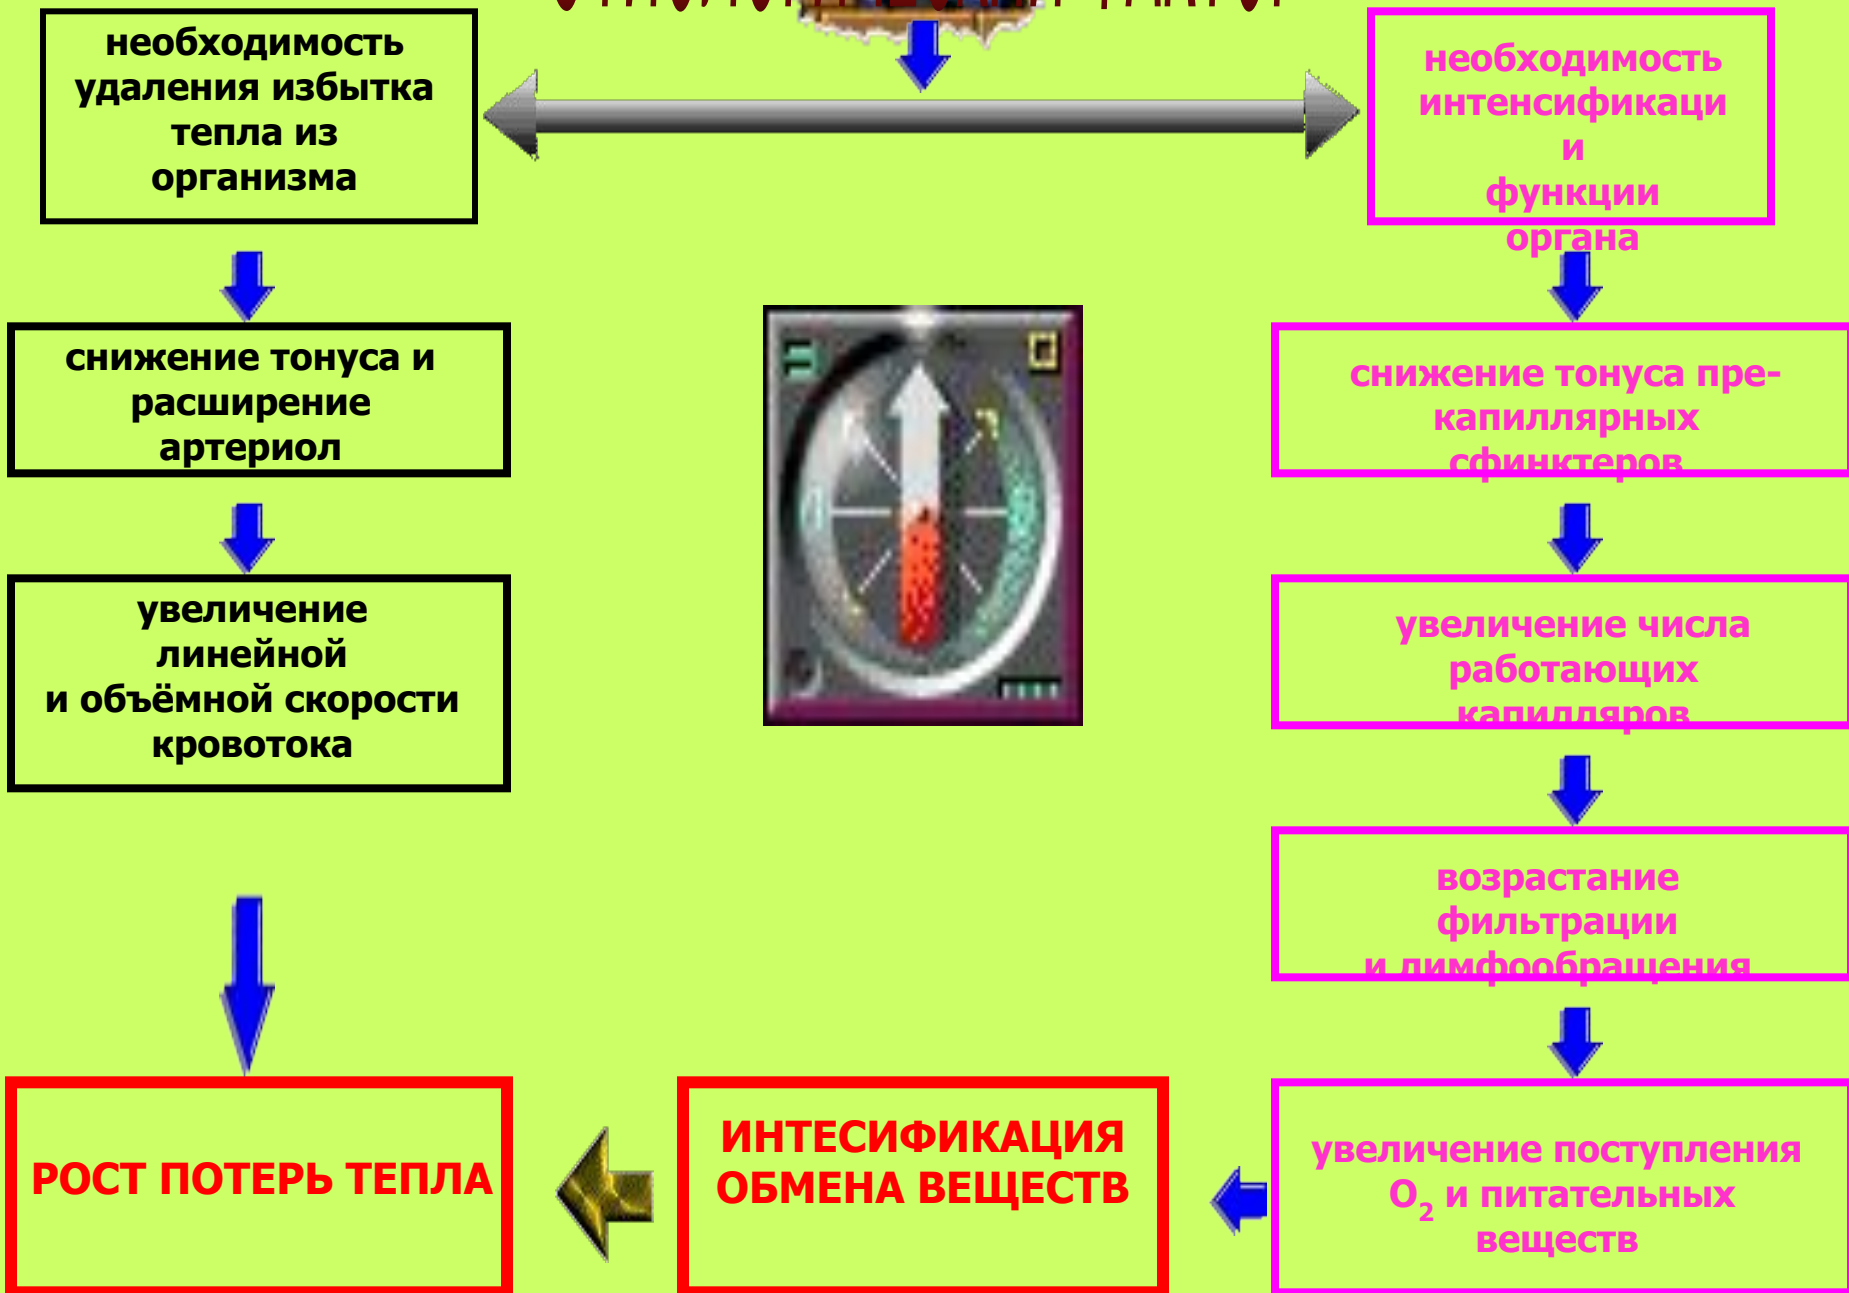 необходимость
удаления избытка
тепла из
организма
снижение тонуса и
расширение
артериол
увеличение
линейной
и объёмной скорости
кровотока
необходимость
интенсификаци
и
функции
органа
снижение тонуса пре-
капиллярных
сфинктеров
увеличение числа
работающих
капилляров
возрастание
фильтрации
и лимфообращения
увеличение поступления
O₂ и питательных
веществ
ИНТЕСИФИКАЦИЯ
ОБМЕНА ВЕЩЕСТВ
РОСТ ПОТЕРЬ ТЕПЛА